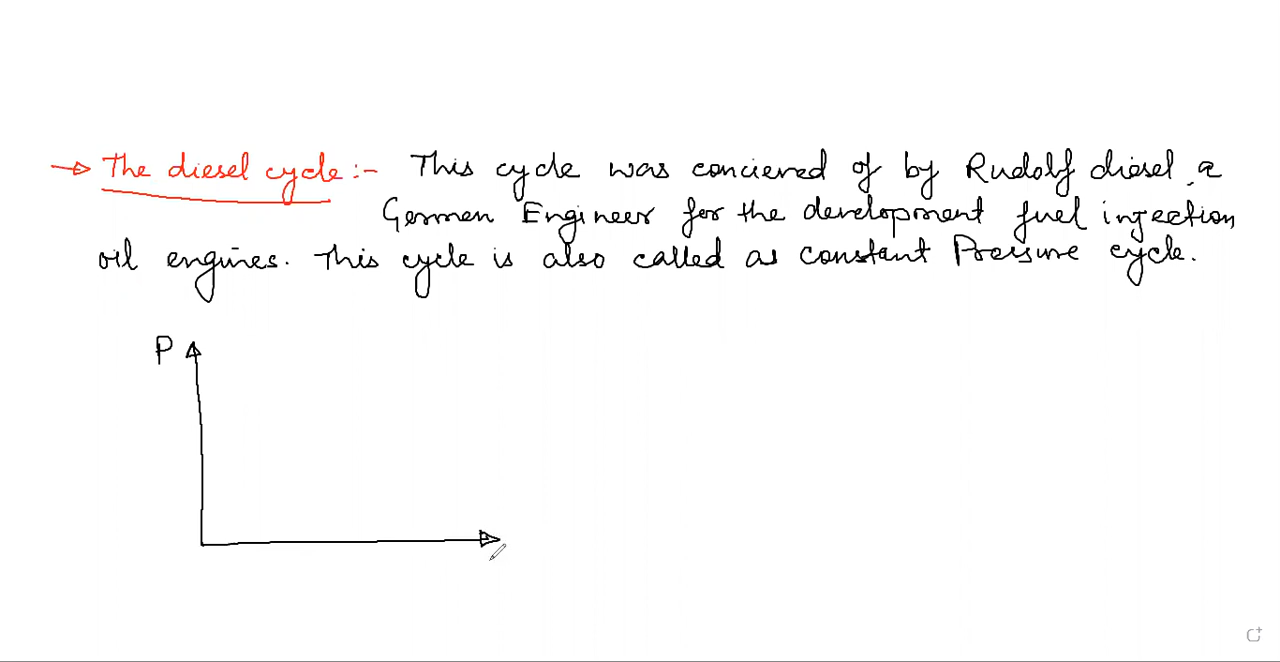 → The diesel cycle :- This cycle was concieved of by Rudolf diesel, a
German Engineer for the development fuel injection
oil engines. This cycle is also called as constant Pressure cycle.
P